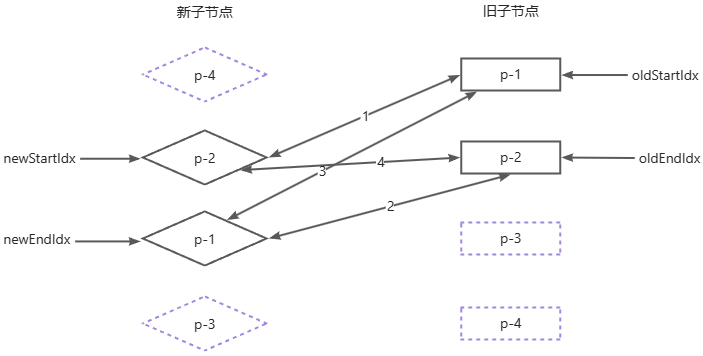 新子节点 旧子节点
p-4 p-1 oldStartIdx
1
newStartIdx p-2 3 4 p-2 oldEndIdx
2
newEndIdx p-1 p-3
p-3 p-4